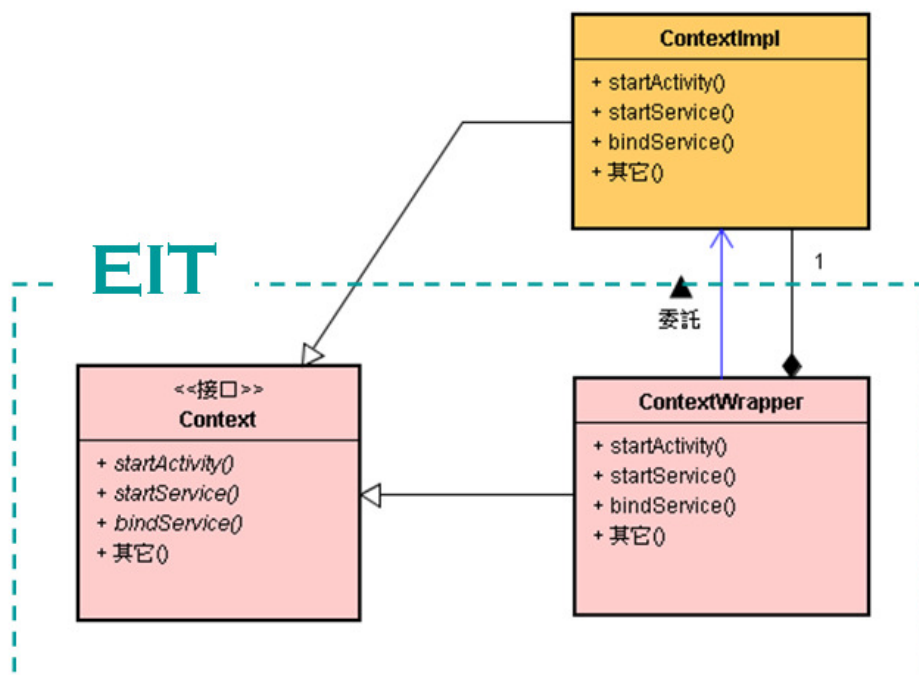 ContextImpl
+ startActivity()
+ startService()
+ bindService()
+ 其它()
EIT
1
委託
<<接口>>
Context
+ startActivity()
+ startService()
+ bindService()
+ 其它()
ContextWrapper
+ startActivity()
+ startService()
+ bindService()
+ 其它()